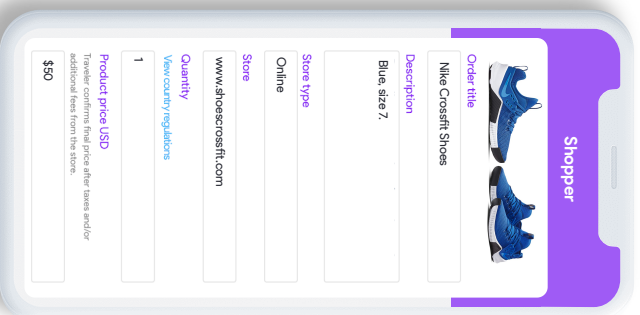 Shopper
Order title
Nike Crossfit Shoes
Description
Blue, size 7.
Store type
Online
Store
www.shoescrossfit.com
Quantity
View country regulations
1
Product price USD
Traveler confirms final price after taxes and/or
additional fees from the store.
$50